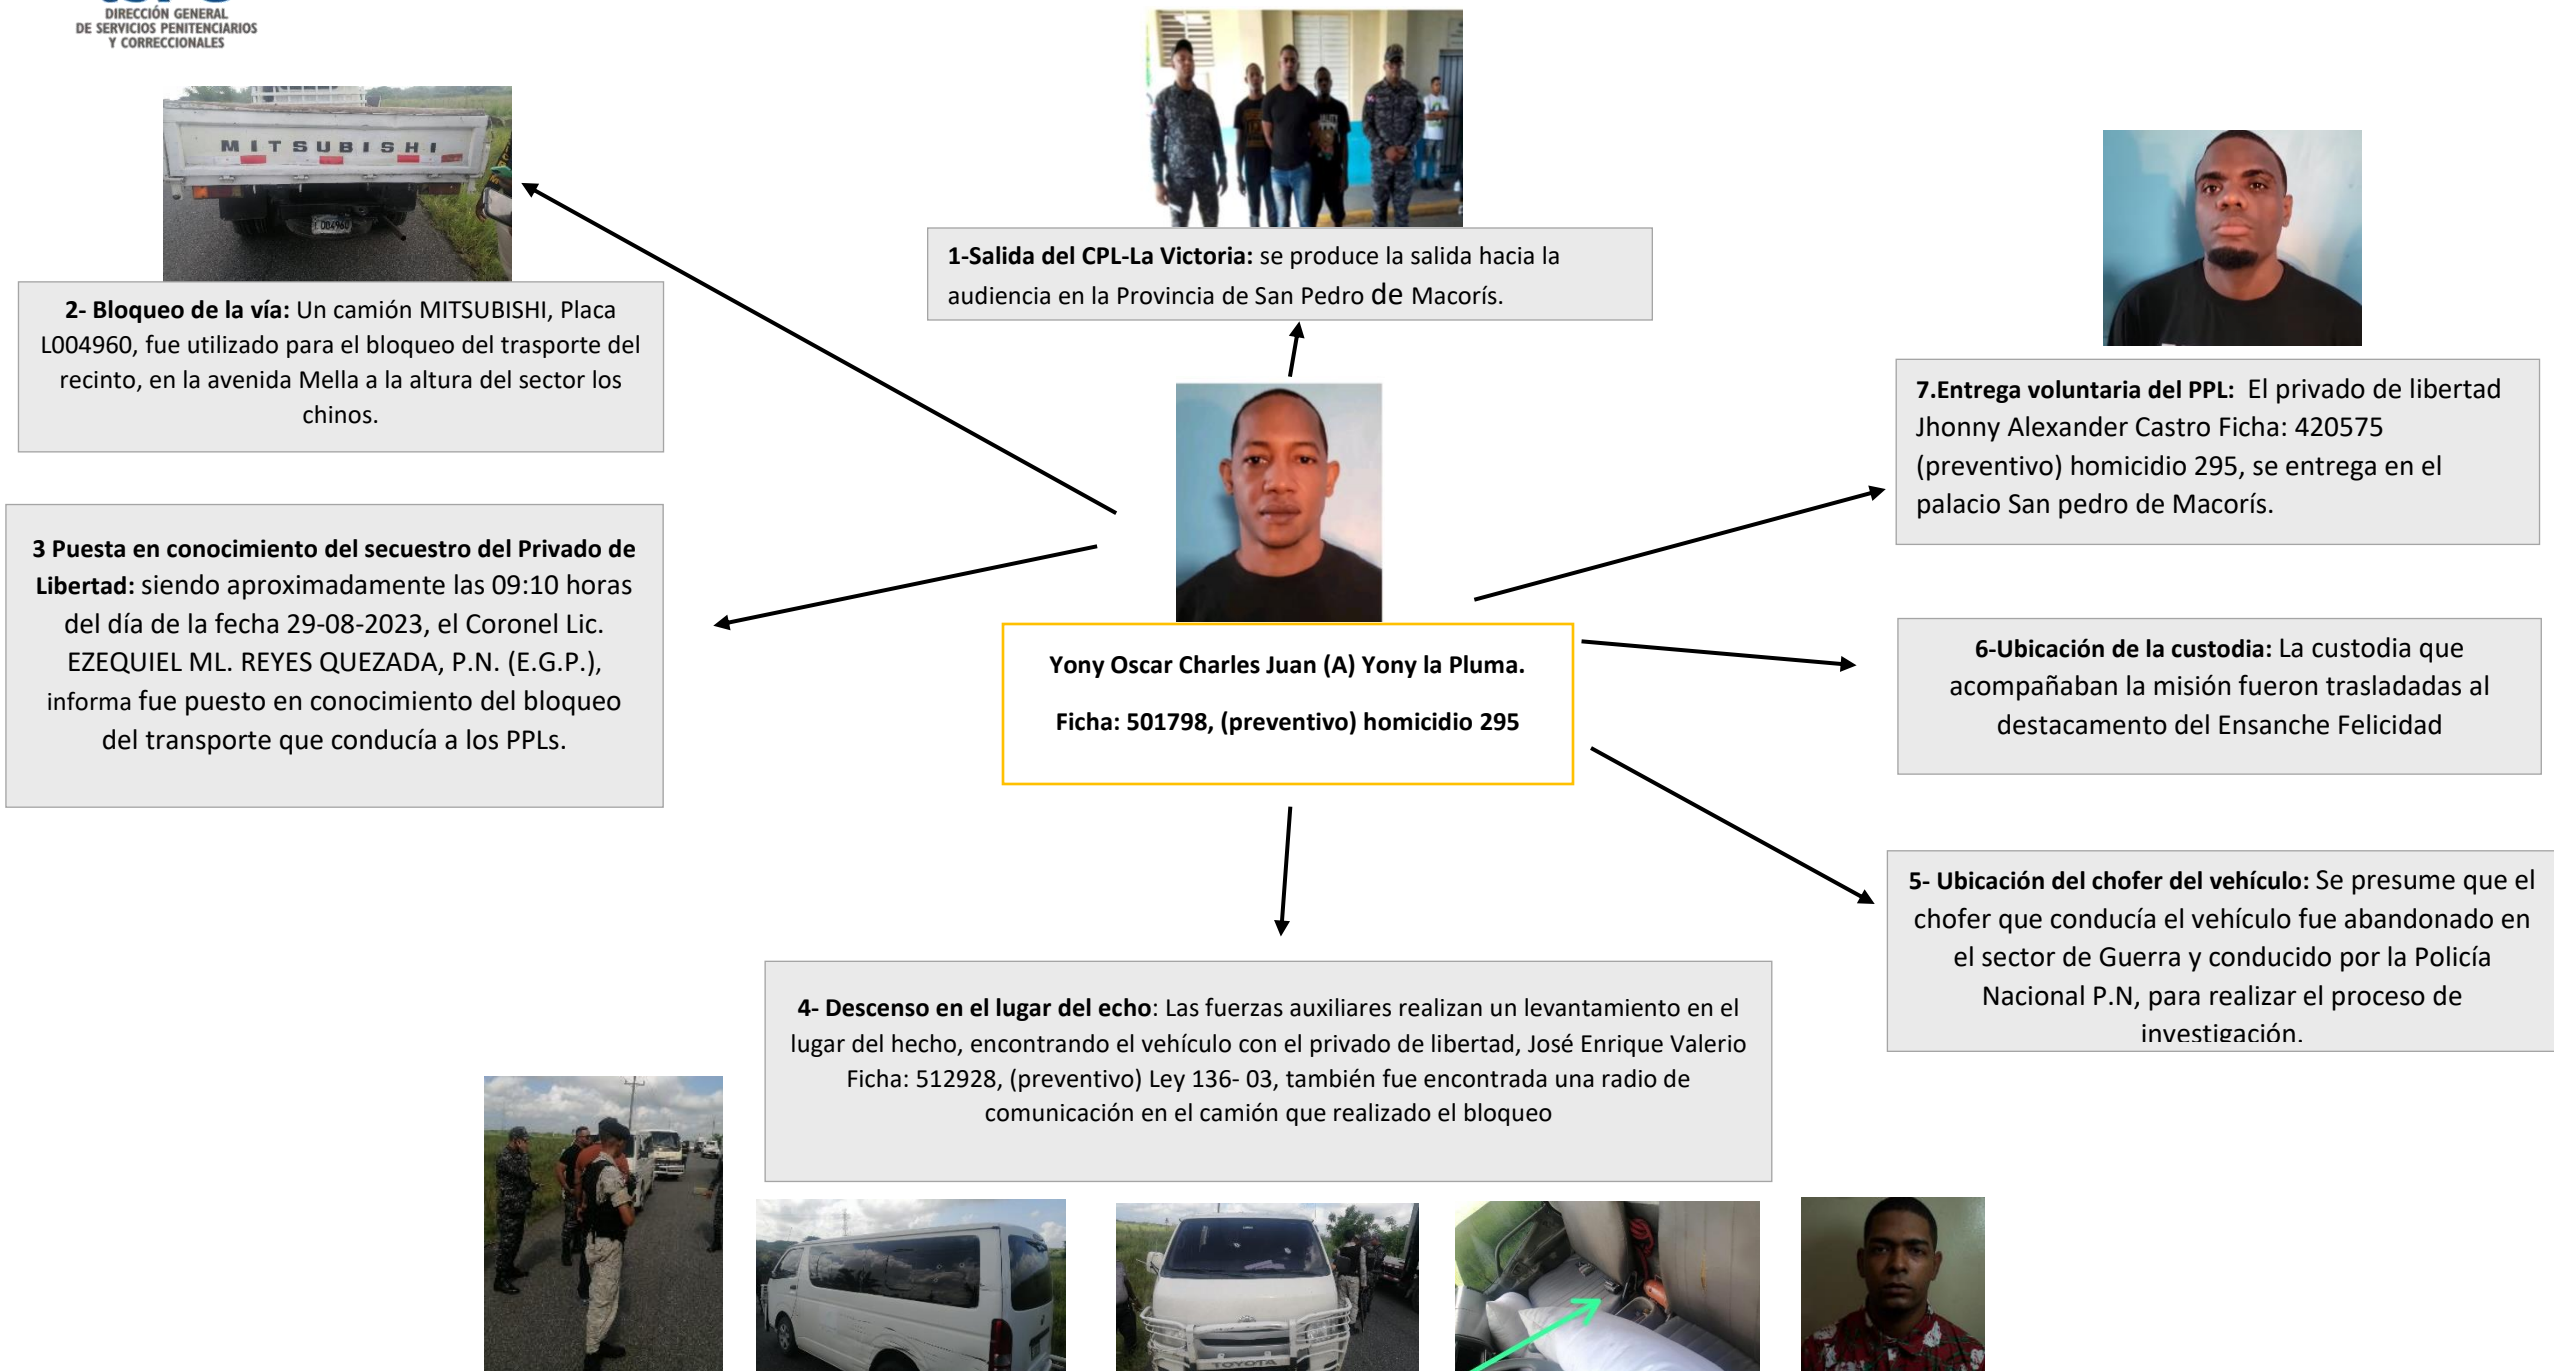 DIRECCIÓN GENERAL
DE SERVICIOS PENITENCIARIOS
Y CORRECCIONALES
MITSUBISHI
1-Salida del CPL-La Victoria: se produce la salida hacia la
audiencia en la Provincia de San Pedro de Macorís.
2- Bloqueo de la vía: Un camión MITSUBISHI, Placa
L004960, fue utilizado para el bloqueo del trasporte del
recinto, en la avenida Mella a la altura del sector los
chinos.
3 Puesta en conocimiento del secuestro del Privado de
Libertad: siendo aproximadamente las 09:10 horas
del día de la fecha 29-08-2023, el Coronel Lic.
EZEQUIEL ML. REYES QUEZADA, P.N. (E.G.P.),
informa fue puesto en conocimiento del bloqueo
del transporte que conducía a los PPLs.
Yony Oscar Charles Juan (A) Yony la Pluma.
Ficha: 501798, (preventivo) homicidio 295
7.Entrega voluntaria del PPL: El privado de libertad
Jhonny Alexander Castro Ficha: 420575
(preventivo) homicidio 295, se entrega en el
palacio San pedro de Macorís.
6-Ubicación de la custodia: La custodia que
acompañaban la misión fueron trasladadas al
destacamento del Ensanche Felicidad
5- Ubicación del chofer del vehículo: Se presume que el
chofer que conducía el vehículo fue abandonado en
el sector de Guerra y conducido por la Policía
Nacional P.N, para realizar el proceso de
investigación.
4- Descenso en el lugar del echo: Las fuerzas auxiliares realizan un levantamiento en el
lugar del hecho, encontrando el vehículo con el privado de libertad, José Enrique Valerio
Ficha: 512928, (preventivo) Ley 136- 03, también fue encontrada una radio de
comunicación en el camión que realizado el bloqueo
TOYOTA